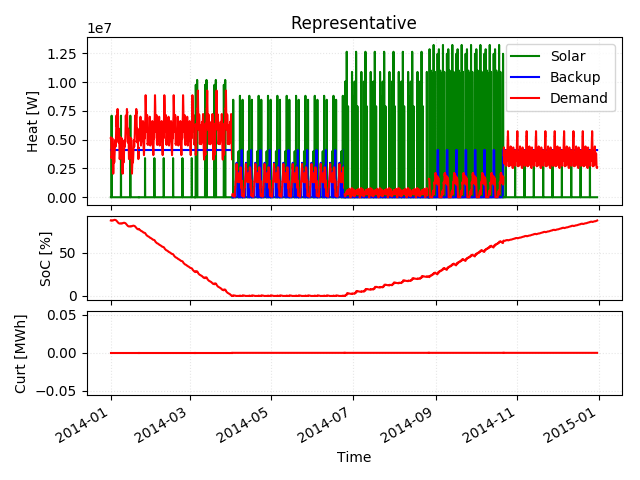 Representative
1e7
Heat [W]
1.25
1.00
0.75
0.50
0.25
0.00
Solar
Backup
Demand
SoC [%]
50
0
Curt [MWh]
0.05
0.00
−0.05
2014-01
2014-03
2014-05
2014-07
2014-09
2014-11
2015-01
Time